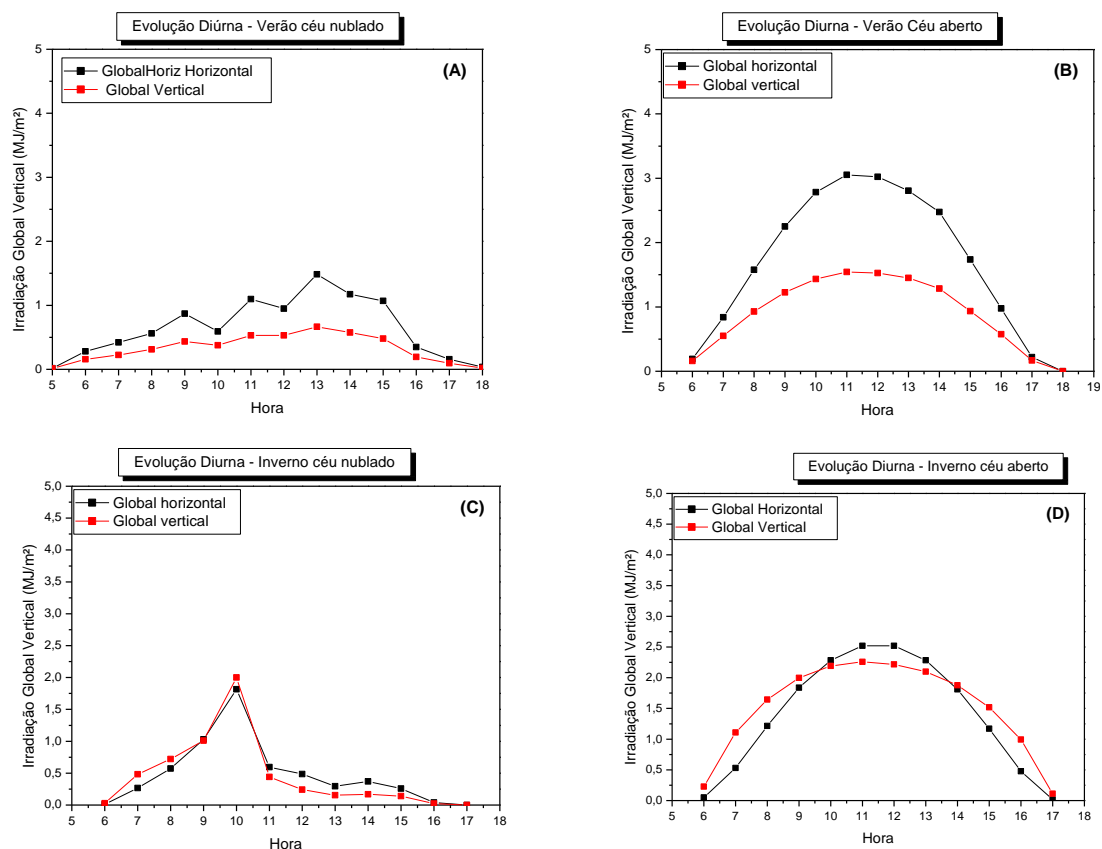 Evolução Diúrna - Verão céu nublado
5
4
3
2
1
0
Irradiação Global Vertical (MJ/m²)
GlobalHoriz Horizontal
Global Vertical
(A)
5 6 7 8 9 10 11 12 13 14 15 16 17 18
Hora
Evolução Diurna - Verão Céu aberto
5
4
3
2
1
0
Irradiação Global Vertical (MJ/m²)
Global horizontal
Global vertical
(B)
5 6 7 8 9 10 11 12 13 14 15 16 17 18 19
Hora
Evolução Diurna - Inverno céu nublado
5,0
4,5
4,0
3,5
3,0
2,5
2,0
1,5
1,0
0,5
0,0
Irradiação Global Vertical (MJ/m²)
Global horizontal
Global vertical
(C)
5 6 7 8 9 10 11 12 13 14 15 16 17 18
Hora
Evolução Diurna - Inverno céu aberto
5,0
4,5
4,0
3,5
3,0
2,5
2,0
1,5
1,0
0,5
0,0
Irradiação Global Vertical (MJ/m²)
Global Horizontal
Global Vertical
(D)
5 6 7 8 9 10 11 12 13 14 15 16 17 18
Hora